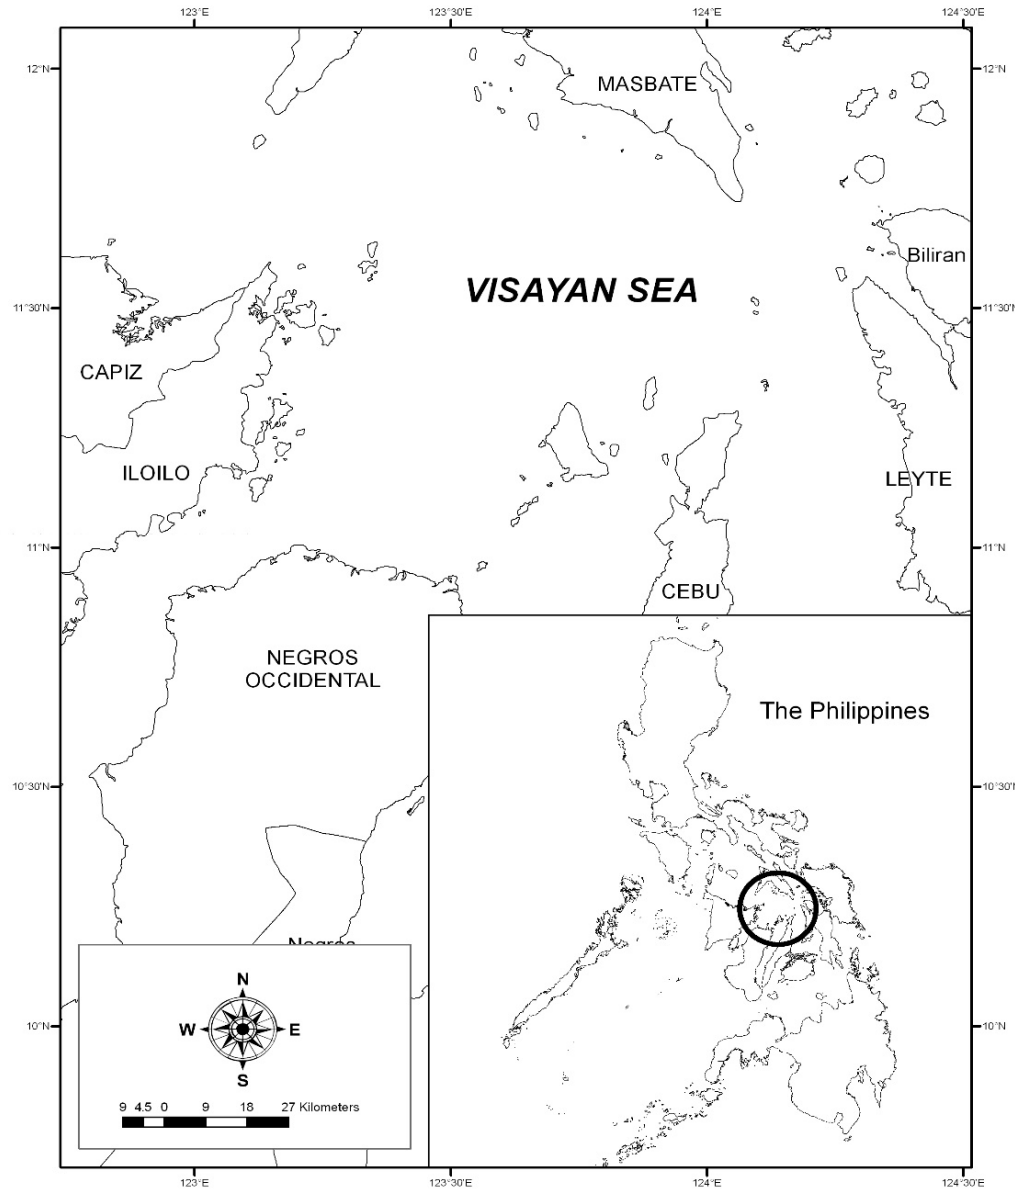 123°E 123°30'E 124°E 124°30'E
12°N 12°N
MASBATE
Biliran
VISAYAN SEA
11°30'N 11°30'N
CAPIZ
ILOILO
LEYTE
11°N 11°N
CEBU
NEGROS
OCCIDENTAL
The Philippines
10°30'N 10°30'N
Negros
N
W E
S
10°N 10°N
9 4.5 0 9 18 27 Kilometers
123°E 123°30'E 124°E 124°30'E